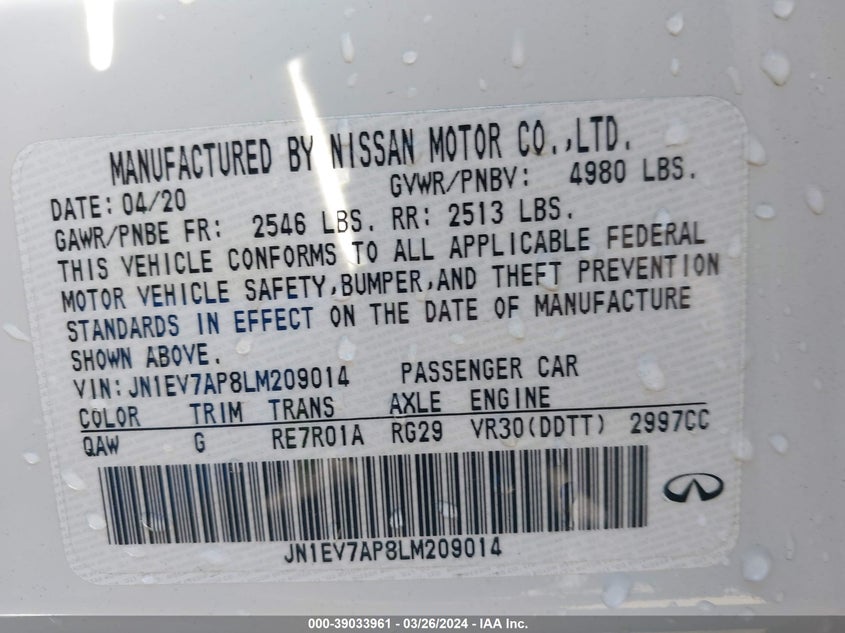 MANUFACTURED BY NISSAN MOTOR CO.,LTD.
DATE: 04/20 GVWR/PNBV: 4980 LBS.
GAWR/PNBE FR: 2546 LBS. RR: 2513 LBS.
THIS VEHICLE CONFORMS TO ALL APPLICABLE FEDERAL
MOTOR VEHICLE SAFETY,BUMPER,AND THEFT PREVENTION
STANDARDS IN EFFECT ON THE DATE OF MANUFACTURE
SHOWN ABOVE.
VIN: JN1EV7AP8LM209014 PASSENGER CAR
COLOR TRIM TRANS AXLE ENGINE
QAW G RE7R01A RG29 VR30(DDTT) 2997CC
JN1EV7AP8LM209014
000-39033961 - 03/26/2024 - IAA Inc.